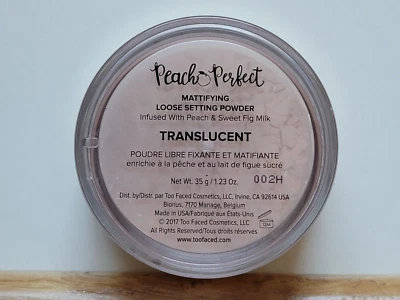 Peach Perfect
MATTIFYING
LOOSE SETTING POWDER
Infused With Peach & Sweet Fig Milk
TRANSLUCENT
POUDRE LIBRE FIXANTE ET MATIFIANTE
enrichie à la pêche et au lait de figue sucré
Net Wt. 35 g / 1.23 Oz.
002H
Dist. by/Distr. par Too Faced Cosmetics, LLC, Irvine, CA 92614 USA
Biorius, 7170 Manage, Belgium
Made in USA/Fabriqué aux États-Unis
© 2017 Too Faced Cosmetics, LLC
12M
All Rights Reserved/Tous droits réservés
www.toofaced.com